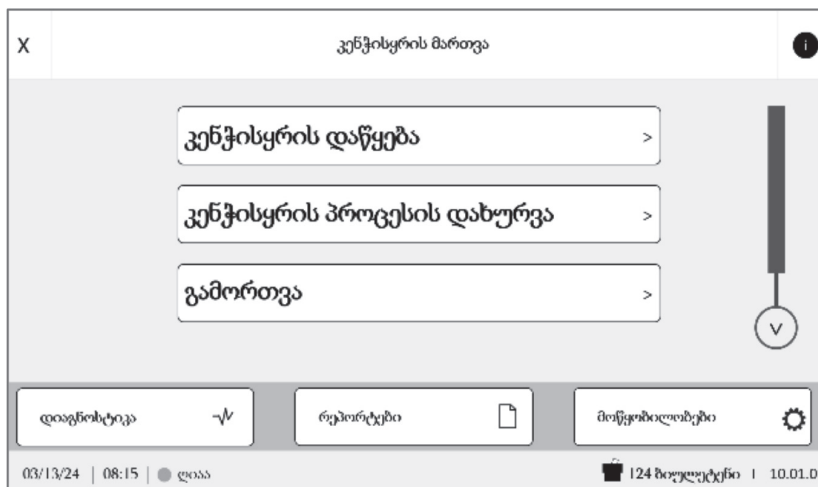 X კენჭისყრის მართვა i
კენჭისყრის დაწყება >
კენჭისყრის პროცესის დახურვა >
გამორთვა >
დიაგნოსტიკა
რეპორტები
მოწყობილობები
03/13/24 | 08:15 | ღიაა 124 ბიულეტენი | 10.01.0